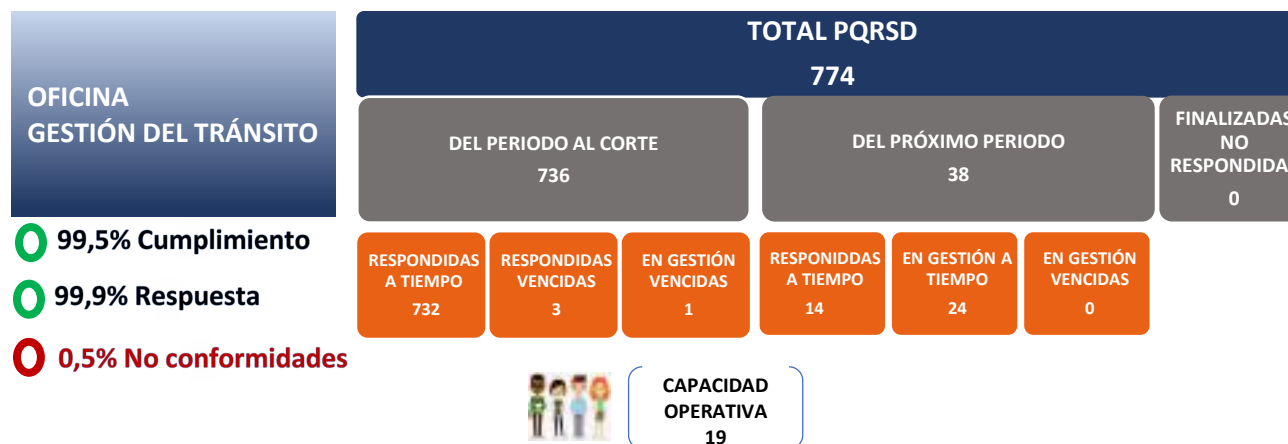 OFICINA
GESTIÓN DEL TRÁNSITO
99,5% Cumplimiento
99,9% Respuesta
0,5% No conformidades
TOTAL PQRSD
774
DEL PERIODO AL CORTE
736
DEL PRÓXIMO PERIODO
38
FINALIZADAS
NO
RESPONDIDA
0
RESPONDIDAS
A TIEMPO
732
RESPONDIDAS
VENCIDAS
3
EN GESTIÓN
VENCIDAS
1
RESPONIDDAS
A TIEMPO
14
EN GESTIÓN A
TIEMPO
24
EN GESTIÓN
VENCIDAS
0
CAPACIDAD
OPERATIVA
19